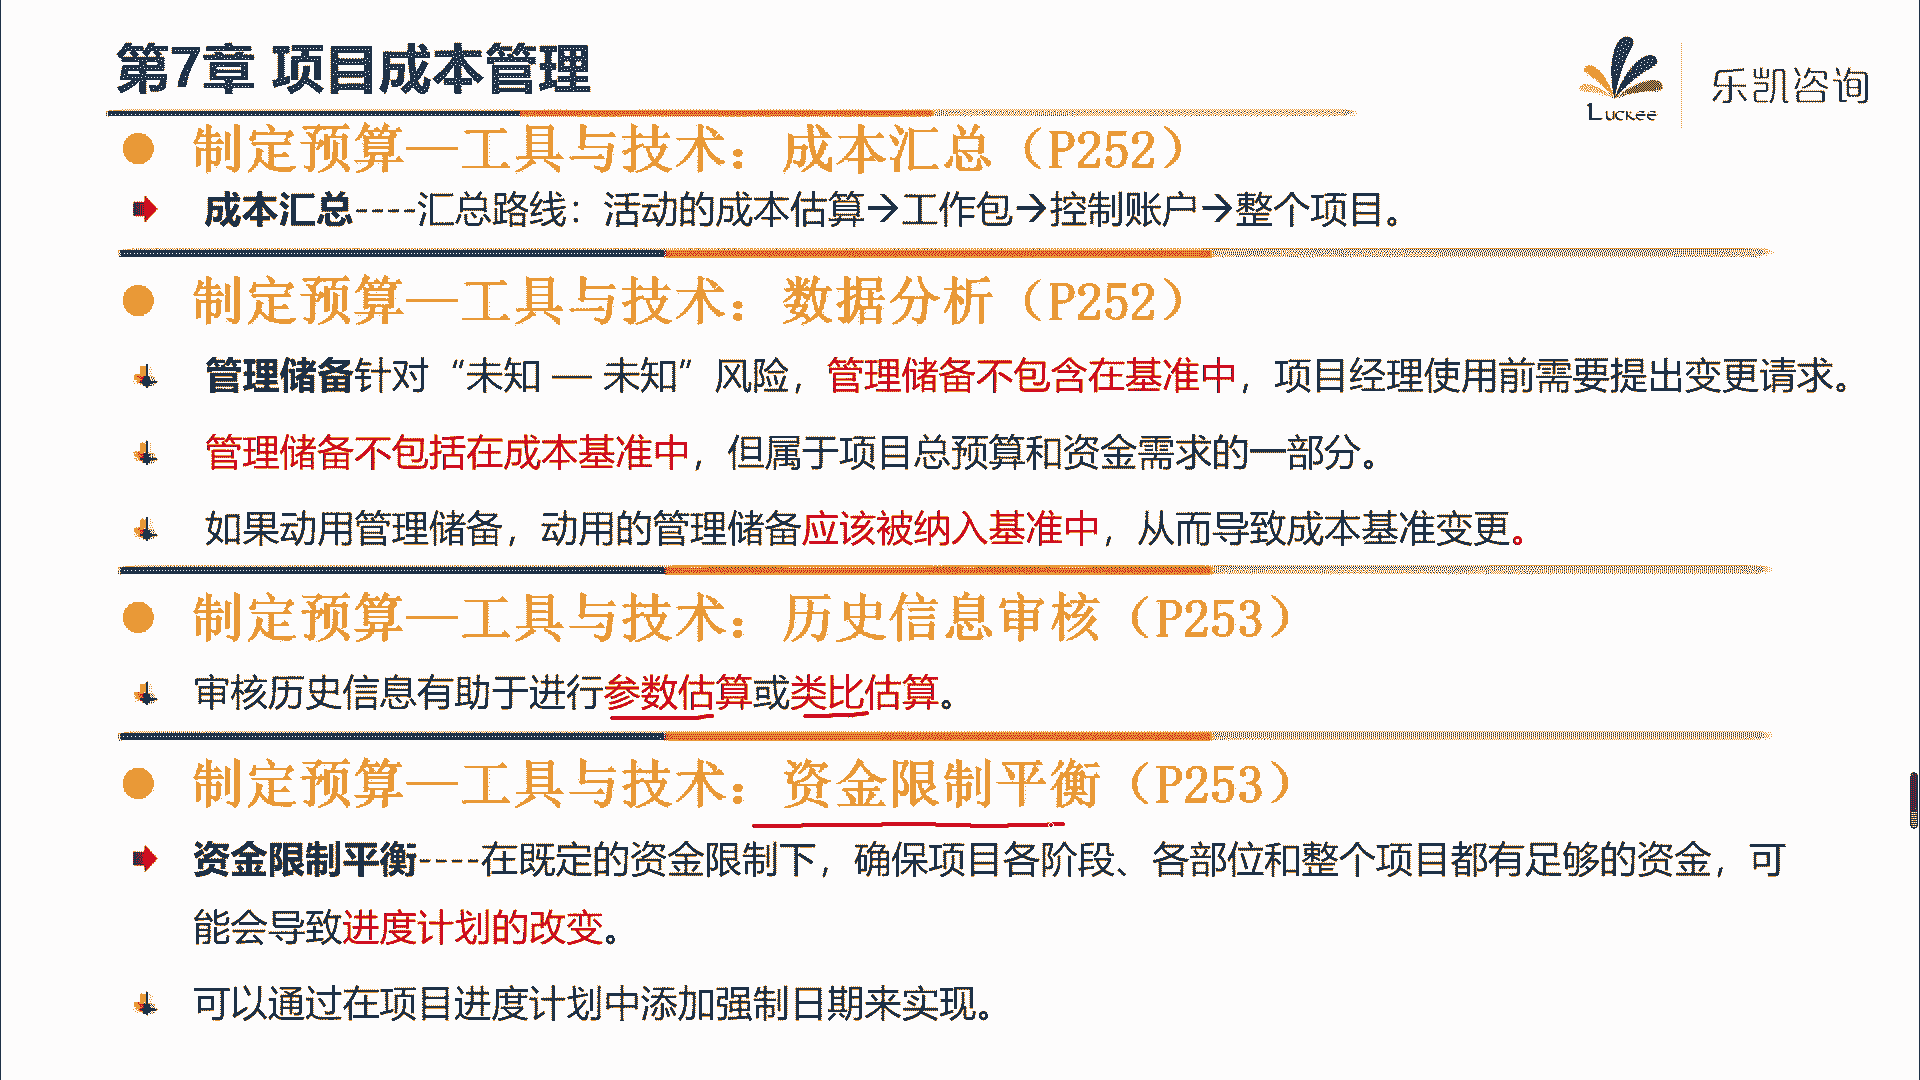 第7章 项目成本管理
Luckee 乐凯咨询
制定预算—工具与技术：成本汇总（P252）
成本汇总----汇总路线：活动的成本估算→工作包→控制账户→整个项目。
制定预算—工具与技术：数据分析（P252）
管理储备针对“未知 — 未知”风险，管理储备不包含在基准中，项目经理使用前需要提出变更请求。
管理储备不包括在成本基准中，但属于项目总预算和资金需求的一部分。
如果动用管理储备，动用的管理储备应该被纳入基准中，从而导致成本基准变更。
制定预算—工具与技术：历史信息审核（P253）
审核历史信息有助于进行参数估算或类比估算。
制定预算—工具与技术：资金限制平衡（P253）
资金限制平衡----在既定的资金限制下，确保项目各阶段、各部位和整个项目都有足够的资金，可
能会导致进度计划的改变。
可以通过在项目进度计划中添加强制日期来实现。